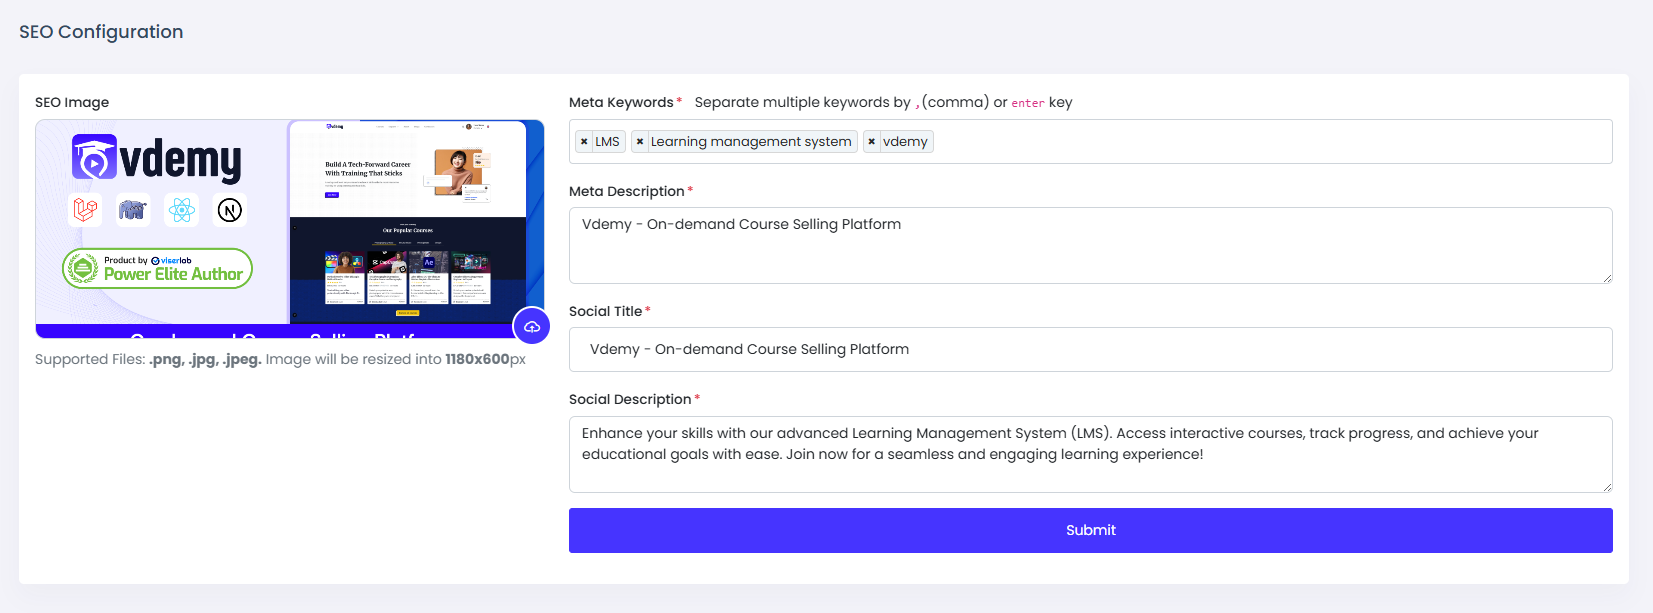 SEO Configuration
SEO Image
vdemy
Product by viserlab
Power Elite Author
Build A Tech-Forward Career
With Training That Sticks
Our Popular Courses
Supported Files: .png, .jpg, .jpeg. Image will be resized into 1180x600px
Meta Keywords* Separate multiple keywords by ,(comma) or enter key
× LMS × Learning management system × vdemy
Meta Description*
Vdemy - On-demand Course Selling Platform
Social Title*
Vdemy - On-demand Course Selling Platform
Social Description*
Enhance your skills with our advanced Learning Management System (LMS). Access interactive courses, track progress, and achieve your
educational goals with ease. Join now for a seamless and engaging learning experience!
Submit